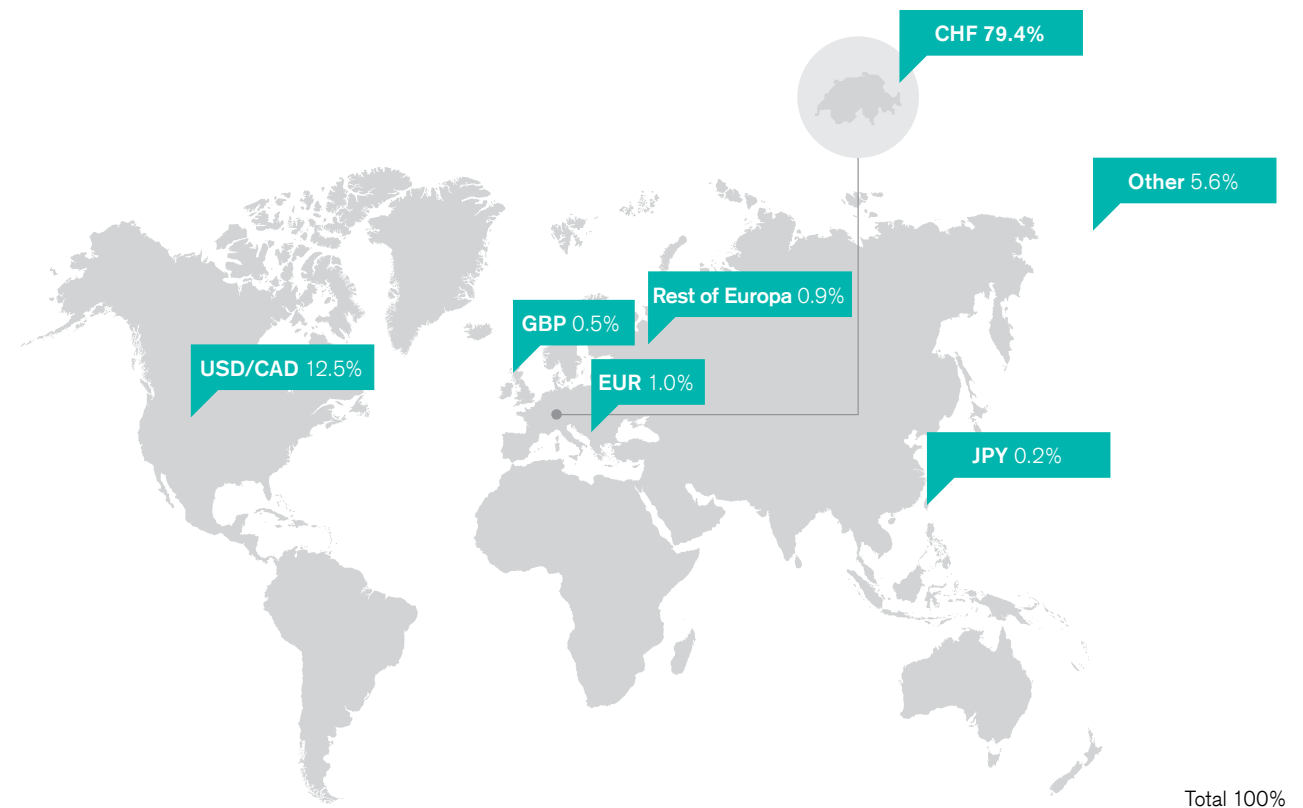 CHF 79.4%
Other 5.6%
Rest of Europa 0.9%
GBP 0.5%
USD/CAD 12.5%
EUR 1.0%
JPY 0.2%
Total 100%